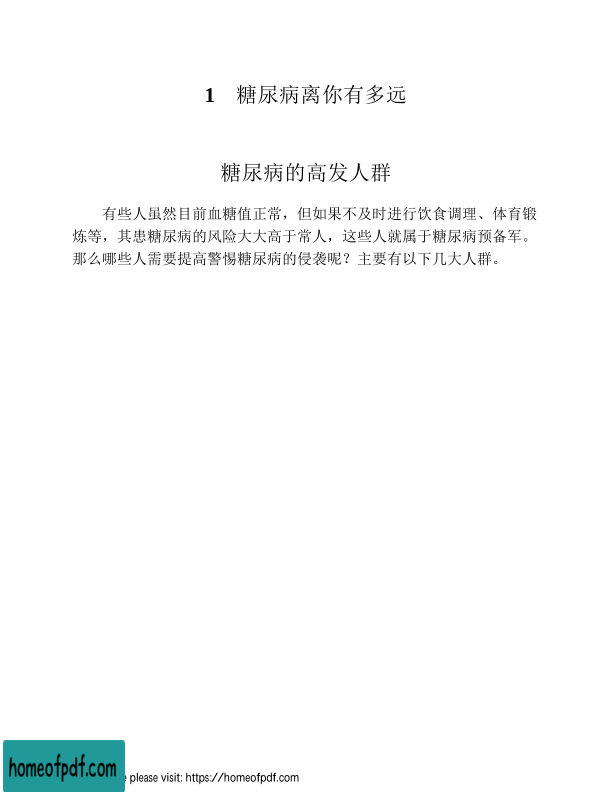 1 糖尿病离你有多远
糖尿病的高发人群
有些人虽然目前血糖值正常，但如果不及时进行饮食调理、体育锻
炼等，其患糖尿病的风险大大高于常人，这些人就属于糖尿病预备军。
那么哪些人需要提高警惕糖尿病的侵袭呢？主要有以下几大人群。
homeofpdf.com
please visit: https://homeofpdf.com